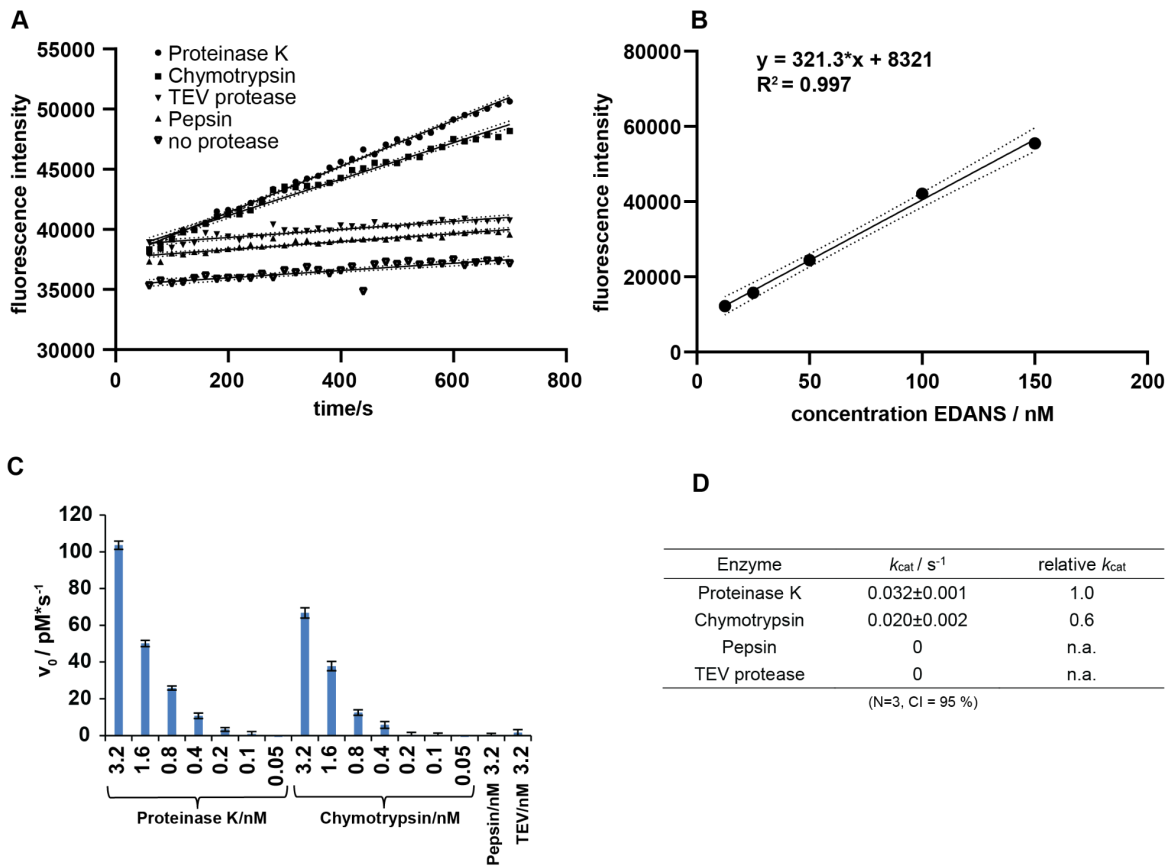 A
55000
50000
45000
40000
35000
30000
fluorescence intensity
Proteinase K
Chymotrypsin
TEV protease
Pepsin
no protease
0 200 400 600 800
time/s
B
80000
60000
40000
20000
0
fluorescence intensity
y = 321.3*x + 8321
R² = 0.997
0 50 100 150 200
concentration EDANS / nM
C
120
100
80
60
40
20
0
v₀ / pM*s⁻¹
3.2 1.6 0.8 0.4 0.2 0.1 0.05 3.2 1.6 0.8 0.4 0.2 0.1 0.05 3.2 3.2
Proteinase K/nM
Chymotrypsin/nM
Pepsin/nM
TEV/nM
D
Enzyme kcat / s⁻¹ relative kcat
Proteinase K 0.032±0.001 1.0
Chymotrypsin 0.020±0.002 0.6
Pepsin 0 n.a.
TEV protease 0 n.a.
(N=3, CI = 95 %)